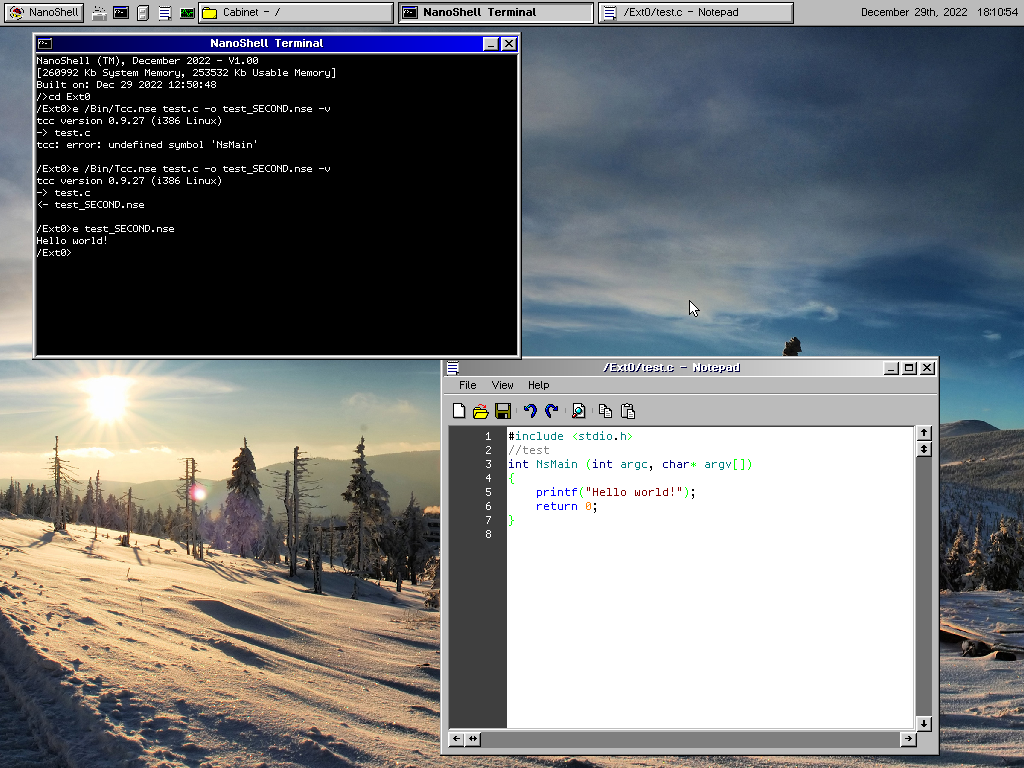 NanoShell
Cabinet - /
NanoShell Terminal
/Ext0/test.c - Notepad
December 29th, 2022 18:10:54
NanoShell Terminal
NanoShell (TM), December 2022 - V1.00
[260992 Kb System Memory, 253532 Kb Usable Memory]
Built on: Dec 29 2022 12:50:48
/>cd Ext0
/Ext0>e /Bin/Tcc.nse test.c -o test_SECOND.nse -v
tcc version 0.9.27 (i386 Linux)
-> test.c
tcc: error: undefined symbol 'NsMain'
/Ext0>e /Bin/Tcc.nse test.c -o test_SECOND.nse -v
tcc version 0.9.27 (i386 Linux)
-> test.c
<- test_SECOND.nse
/Ext0>e test_SECOND.nse
Hello world!
/Ext0>
/Ext0/test.c - Notepad
File View Help
1 #include <stdio.h>
2 //test
3 int NsMain (int argc, char* argv[])
4 {
5 printf("Hello world!");
6 return 0;
7 }
8